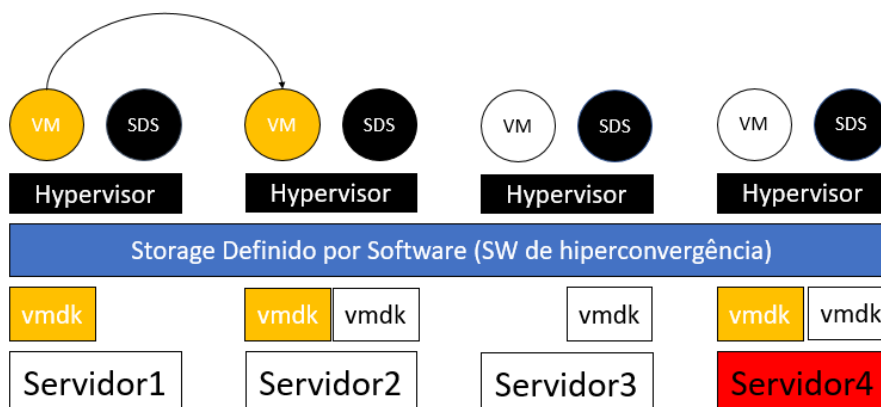 VM SDS VM SDS VM SDS VM SDS
Hypervisor Hypervisor Hypervisor Hypervisor
Storage Definido por Software (SW de hiperconvergência)
vmdk vmdk vmdk vmdk vmdk vmdk
Servidor1 Servidor2 Servidor3 Servidor4